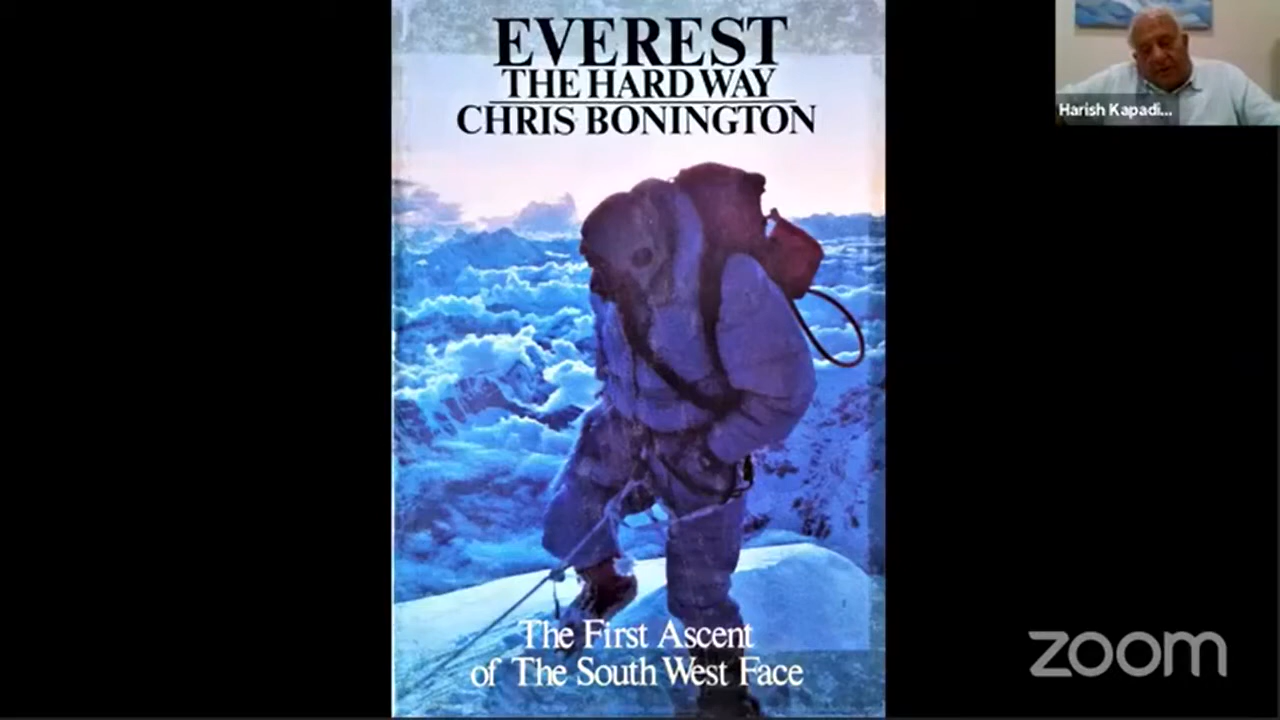 EVEREST
THE HARD WAY
CHRIS BONINGTON
Harish Kapadi...
The First Ascent
of The South West Face
zoom